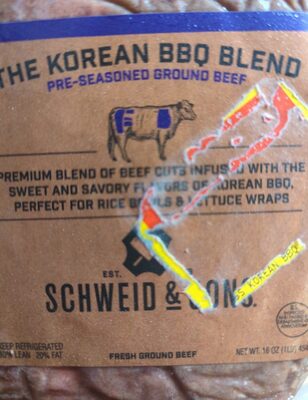 THE KOREAN BBQ BLEND
PRE-SEASONED GROUND BEEF
PREMIUM BLEND OF BEEF CUTS INFUSED WITH THE
SWEET AND SAVORY FLAVORS OF KOREAN BBQ,
PERFECT FOR RICE BOWLS & LETTUCE WRAPS
EST.
SCHWEID & SONS.
SS KOREAN BBQ
KEEP REFRIGERATED
80% LEAN 20% FAT
FRESH GROUND BEEF
NET WT. 16 OZ (1LB)